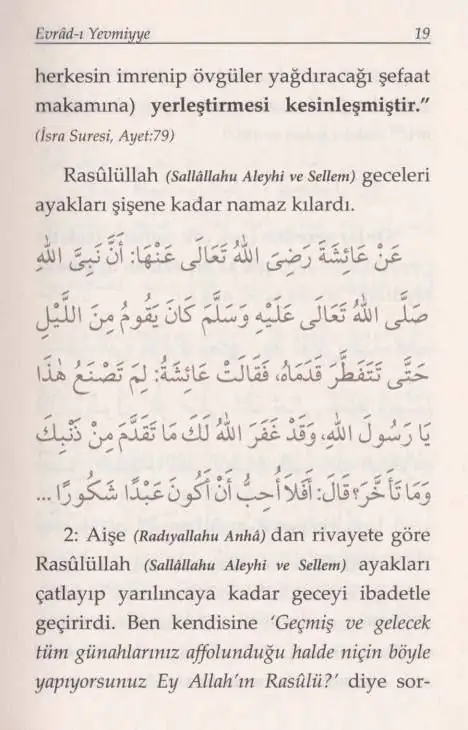 Evrâd-ı Yevmiyye 19
herkesin imrenip övgüler yağdıracağı şefaat
makamına) yerleştirmesi kesinleşmiştir.”
(İsra Suresi, Ayet:79)
Rasûlüllah (Sallâllahu Aleyhi ve Sellem) geceleri
ayakları şişene kadar namaz kılardı.
عَنْ عَائِشَةَ رَضِيَ اللهُ تَعَالَى عَنْهَا: أَنَّ نَبِيَّ اللهِ
صَلَّى اللهُ تَعَالَى عَلَيْهِ وَسَلَّمَ كَانَ يَقُومُ مِنَ اللَّيْلِ
حَتَّى تَتَفَطَّرَ قَدَمَاهُ، فَقَالَتْ عَائِشَةُ: لِمَ تَصْنَعُ هٰذَا
يَا رَسُولَ اللهِ، وَقَدْ غَفَرَ اللهُ لَكَ مَا تَقَدَّمَ مِنْ ذَنْبِكَ
وَمَا تَأَخَّرَ؟ قَالَ: أَفَلَا أُحِبُّ أَنْ أَكُونَ عَبْدًا شَكُورًا ...
2: Aişe (Radıyallahu Anhâ) dan rivayete göre
Rasûlüllah (Sallâllahu Aleyhi ve Sellem) ayakları
çatlayıp yarılıncaya kadar geceyi ibadetle
geçirirdi. Ben kendisine ‘Geçmiş ve gelecek
tüm günahlarınız affolunduğu halde niçin böyle
yapıyorsunuz Ey Allah’ın Rasûlü?’ diye sor-